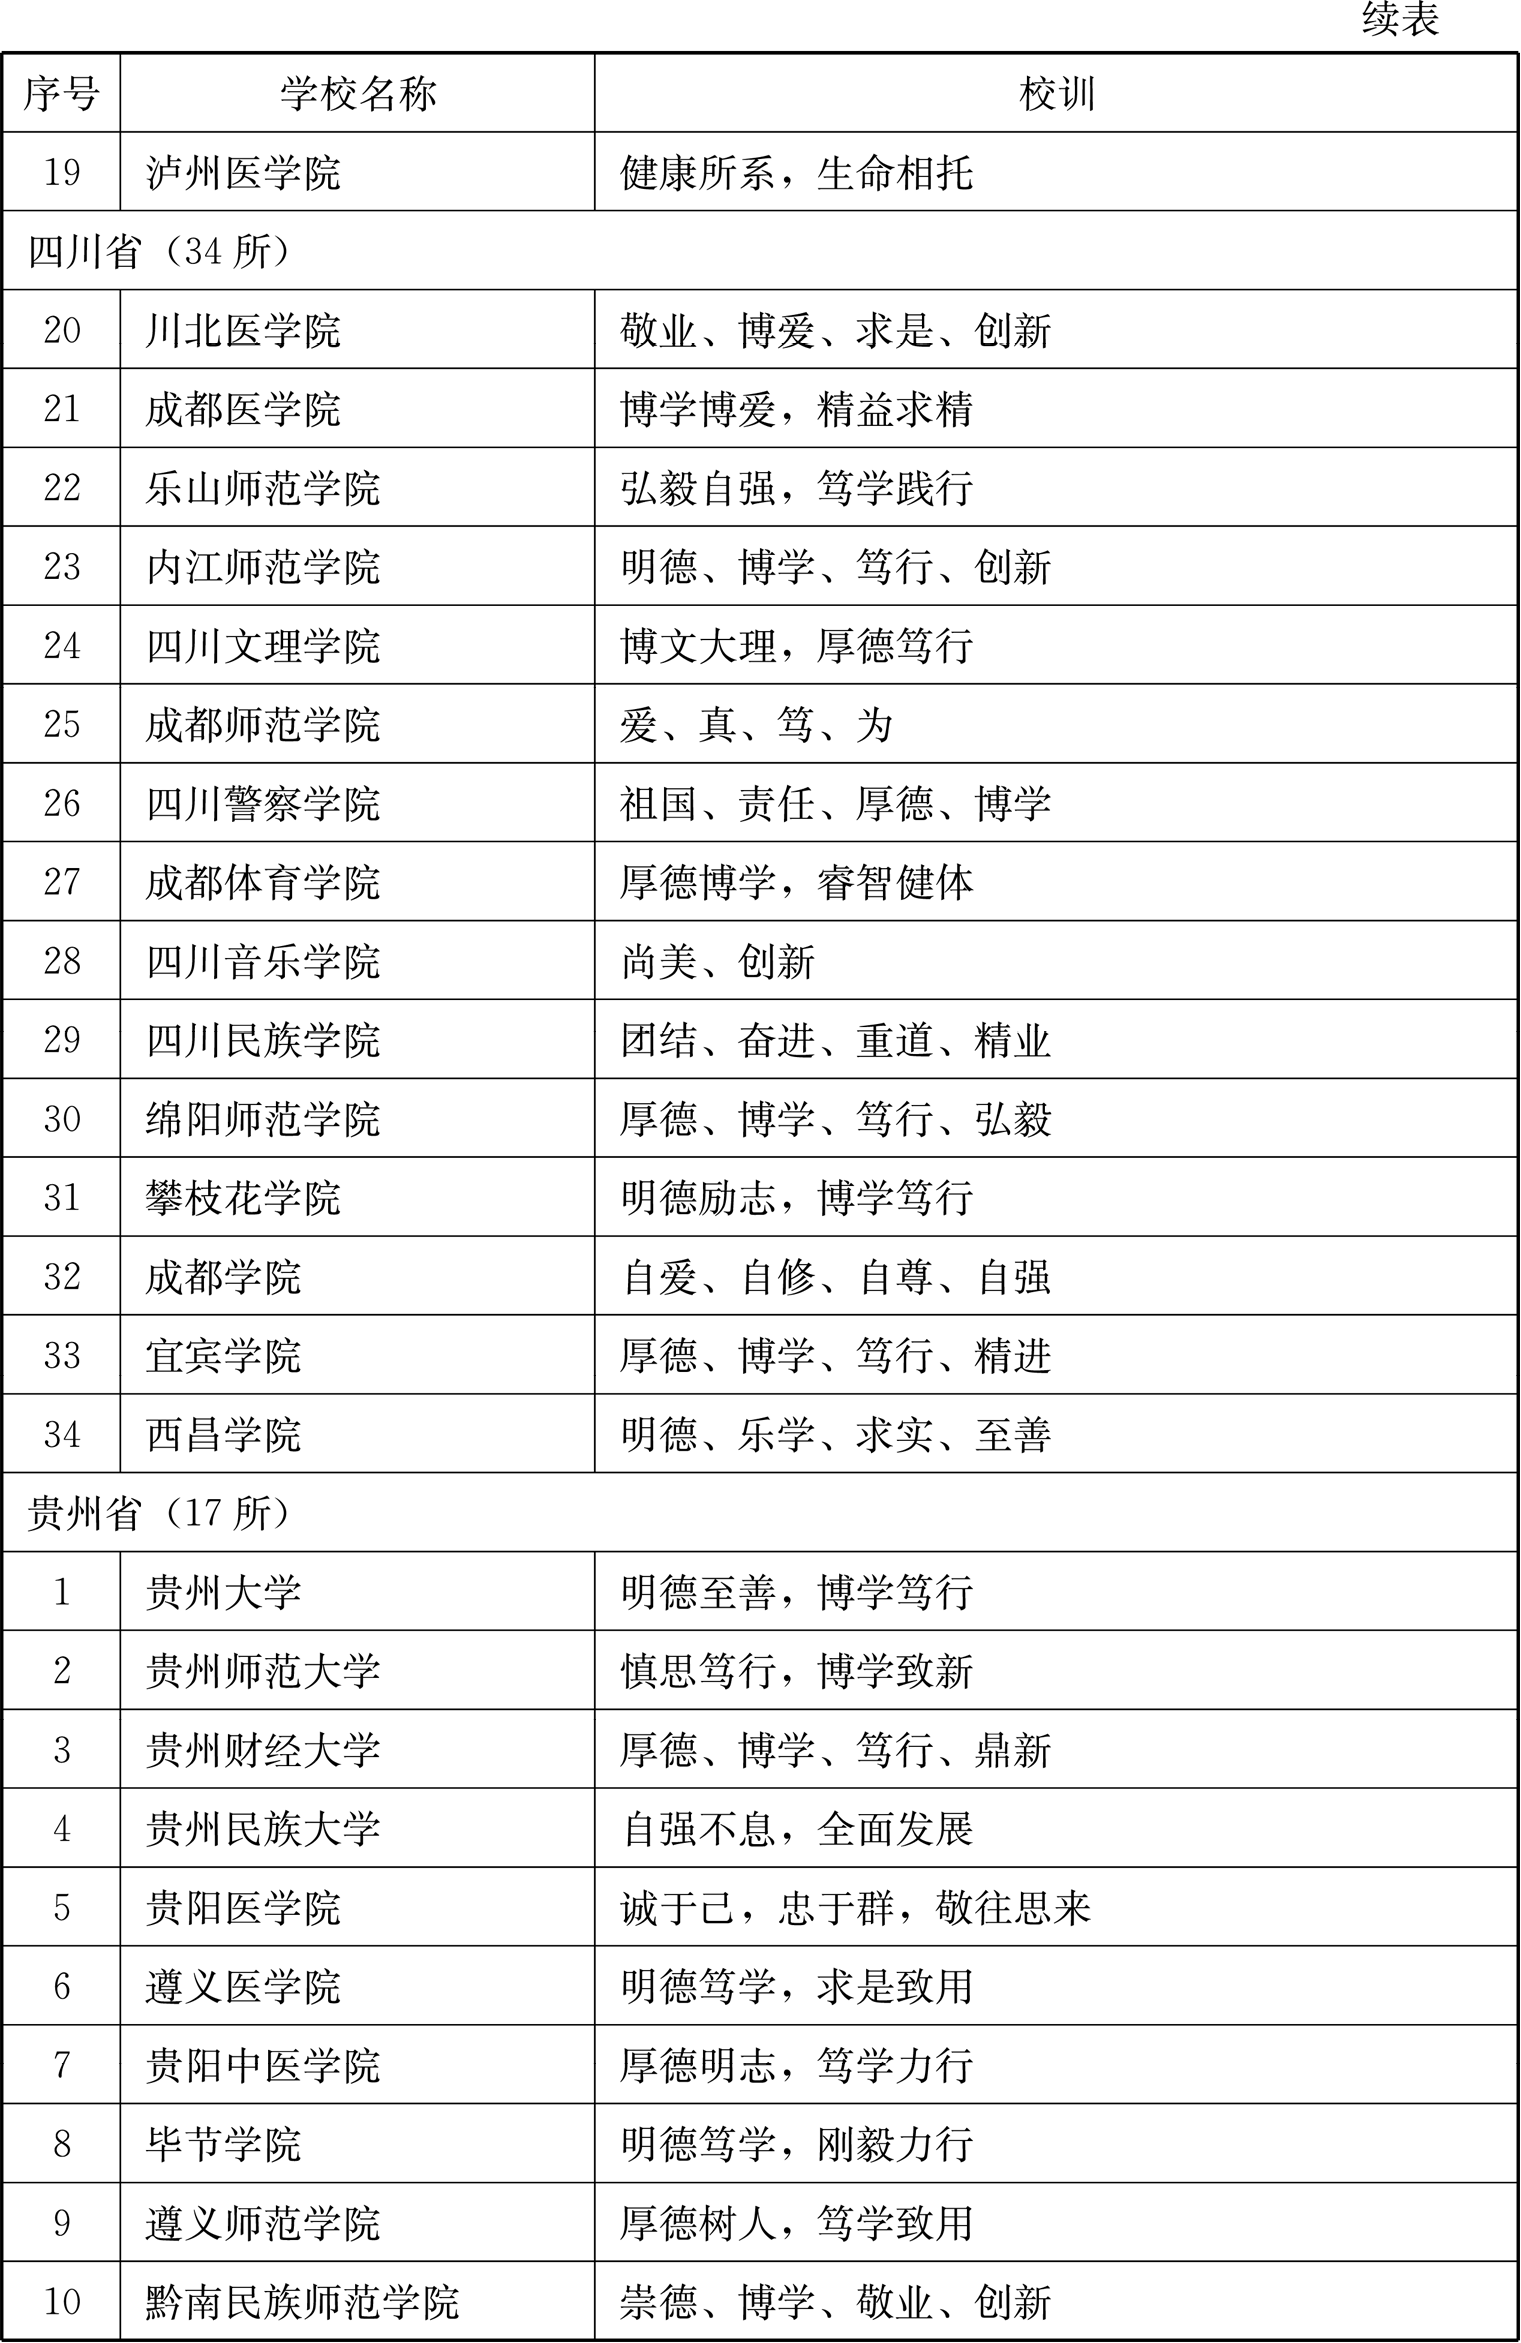 续表
序号 学校名称 校训
19 泸州医学院 健康所系，生命相托
四川省（34 所）
20 川北医学院 敬业、博爱、求是、创新
21 成都医学院 博学博爱，精益求精
22 乐山师范学院 弘毅自强，笃学践行
23 内江师范学院 明德、博学、笃行、创新
24 四川文理学院 博文大理，厚德笃行
25 成都师范学院 爱、真、笃、为
26 四川警察学院 祖国、责任、厚德、博学
27 成都体育学院 厚德博学，睿智健体
28 四川音乐学院 尚美、创新
29 四川民族学院 团结、奋进、重道、精业
30 绵阳师范学院 厚德、博学、笃行、弘毅
31 攀枝花学院 明德励志，博学笃行
32 成都学院 自爱、自修、自尊、自强
33 宜宾学院 厚德、博学、笃行、精进
34 西昌学院 明德、乐学、求实、至善
贵州省（17 所）
1 贵州大学 明德至善，博学笃行
2 贵州师范大学 慎思笃行，博学致新
3 贵州财经大学 厚德、博学、笃行、鼎新
4 贵州民族大学 自强不息，全面发展
5 贵阳医学院 诚于己，忠于群，敬往思来
6 遵义医学院 明德笃学，求是致用
7 贵阳中医学院 厚德明志，笃学力行
8 毕节学院 明德笃学，刚毅力行
9 遵义师范学院 厚德树人，笃学致用
10 黔南民族师范学院 崇德、博学、敬业、创新